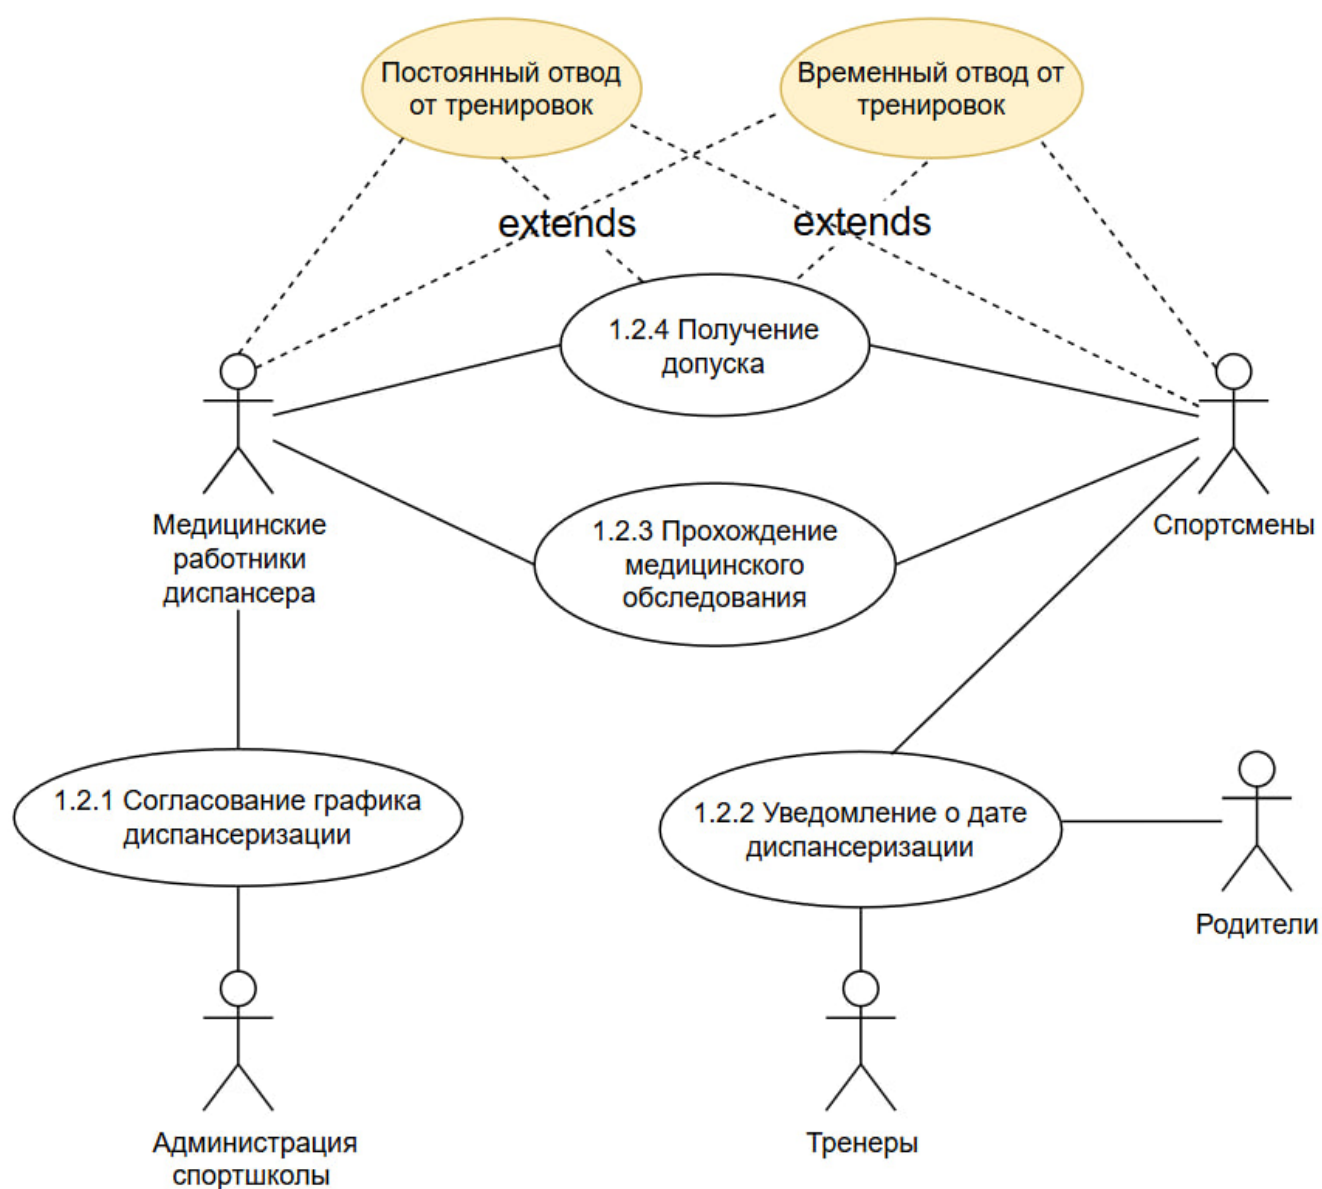 Постоянный отвод
от тренировок
Временный отвод от
тренировок
extends
extends
1.2.4 Получение
допуска
1.2.3 Прохождение
медицинского
обследования
Медицинские
работники
диспансера
Спортсмены
1.2.1 Согласование графика
диспансеризации
1.2.2 Уведомление о дате
диспансеризации
Родители
Администрация
спортшколы
Тренеры